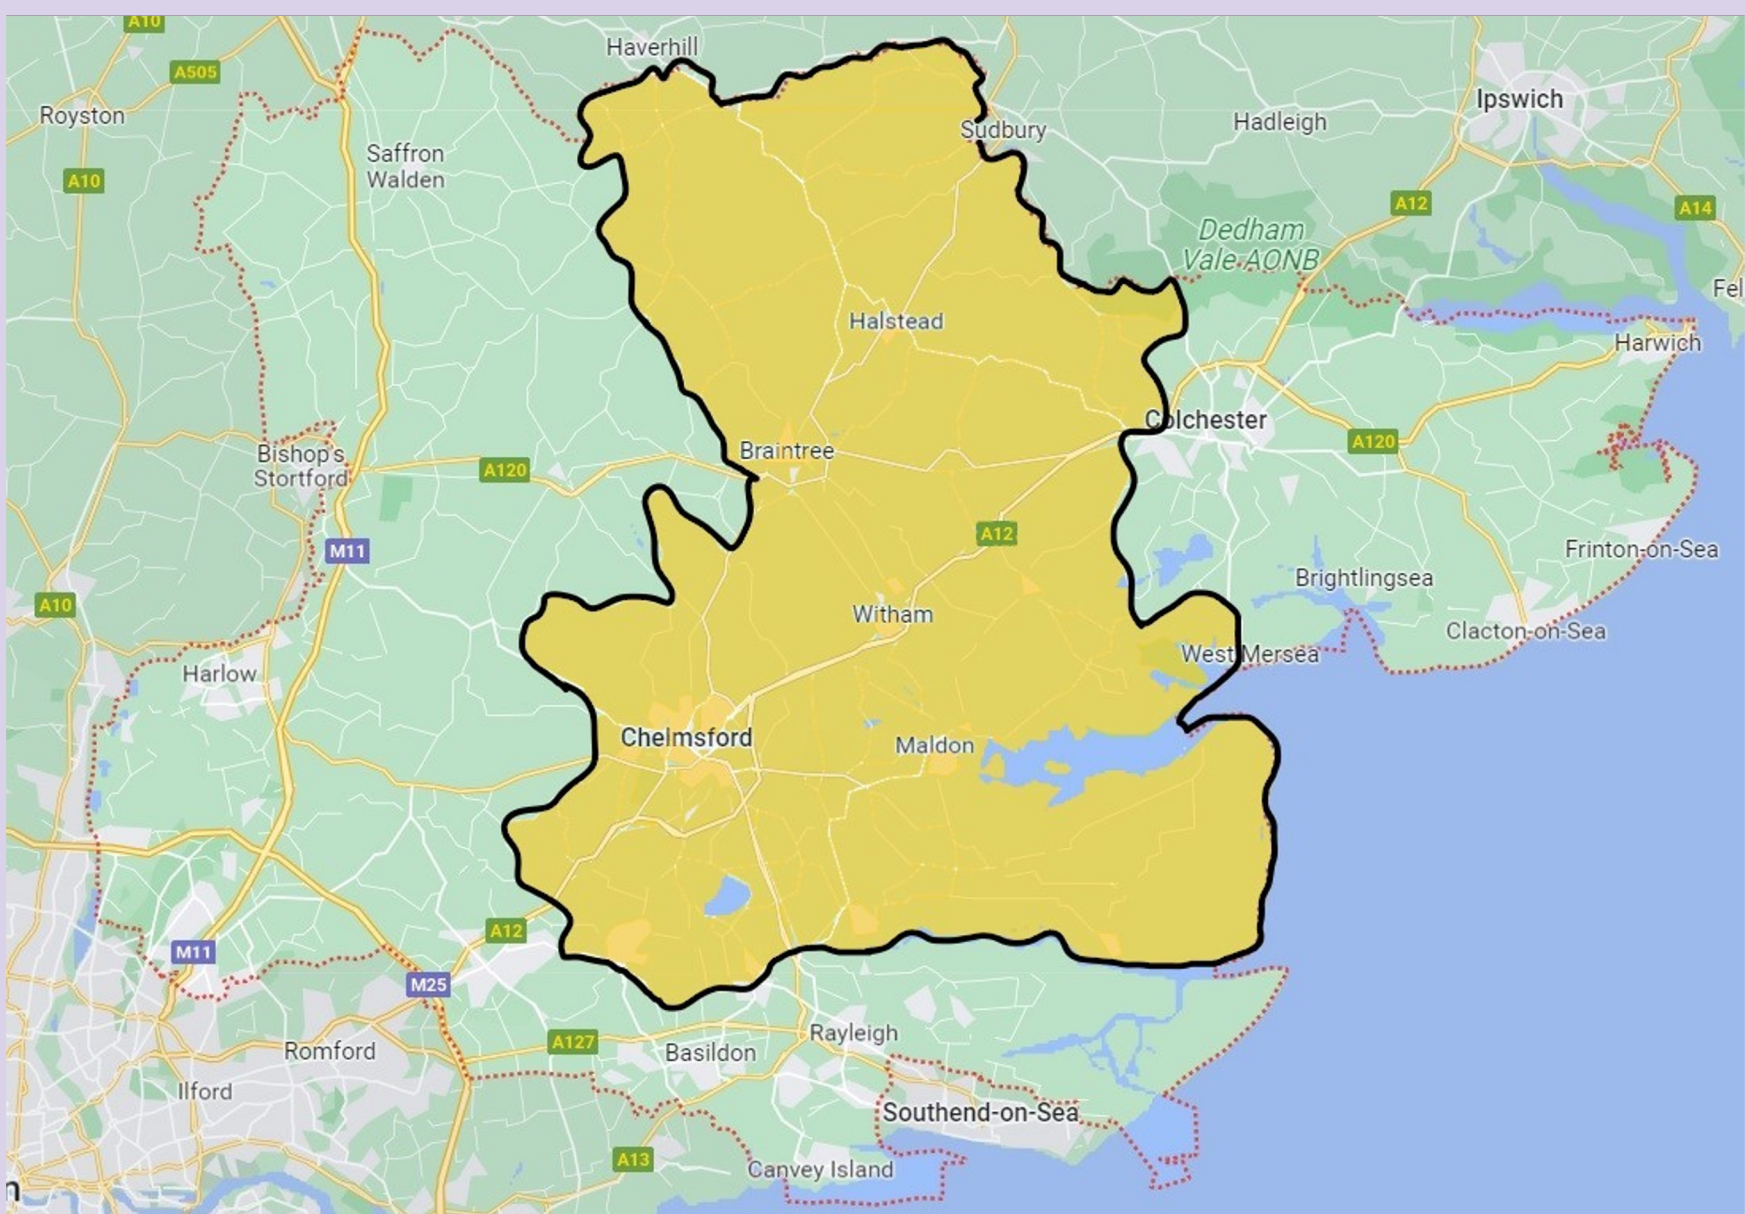 A10
Haverhill
A505
Ipswich
Royston
Hadleigh
Sudbury
Saffron
Walden
A10
A12
A14
Dedham
Vale AONB
Fel
Halstead
Harwich
Colchester
A120
Braintree
Bishop's
Stortford
A120
A12
M11
Frinton-on-Sea
Brightlingsea
A10
Witham
Clacton-on-Sea
West Mersea
Harlow
Chelmsford
Maldon
A12
M11
M25
A127
Rayleigh
Romford
Basildon
Ilford
Southend-on-Sea
A13
Canvey Island
n